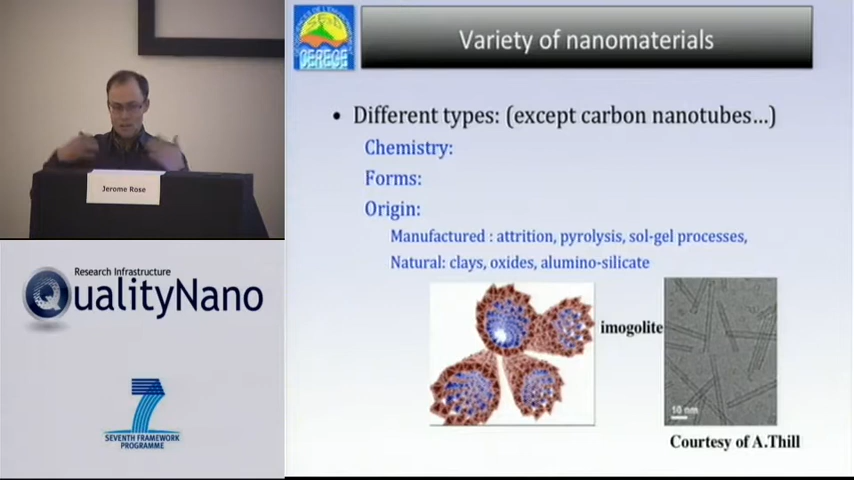 Variety of nanomaterials
CEREGE
• Different types: (except carbon nanotubes...)
Chemistry:
Forms:
Origin:
Manufactured : attrition, pyrolysis, sol-gel processes,
Natural: clays, oxides, alumino-silicate
imogolite
10 nm
Courtesy of A.Thill
Jerome Rose
Research Infrastructure
QualityNano
7
SEVENTH FRAMEWORK
PROGRAMME